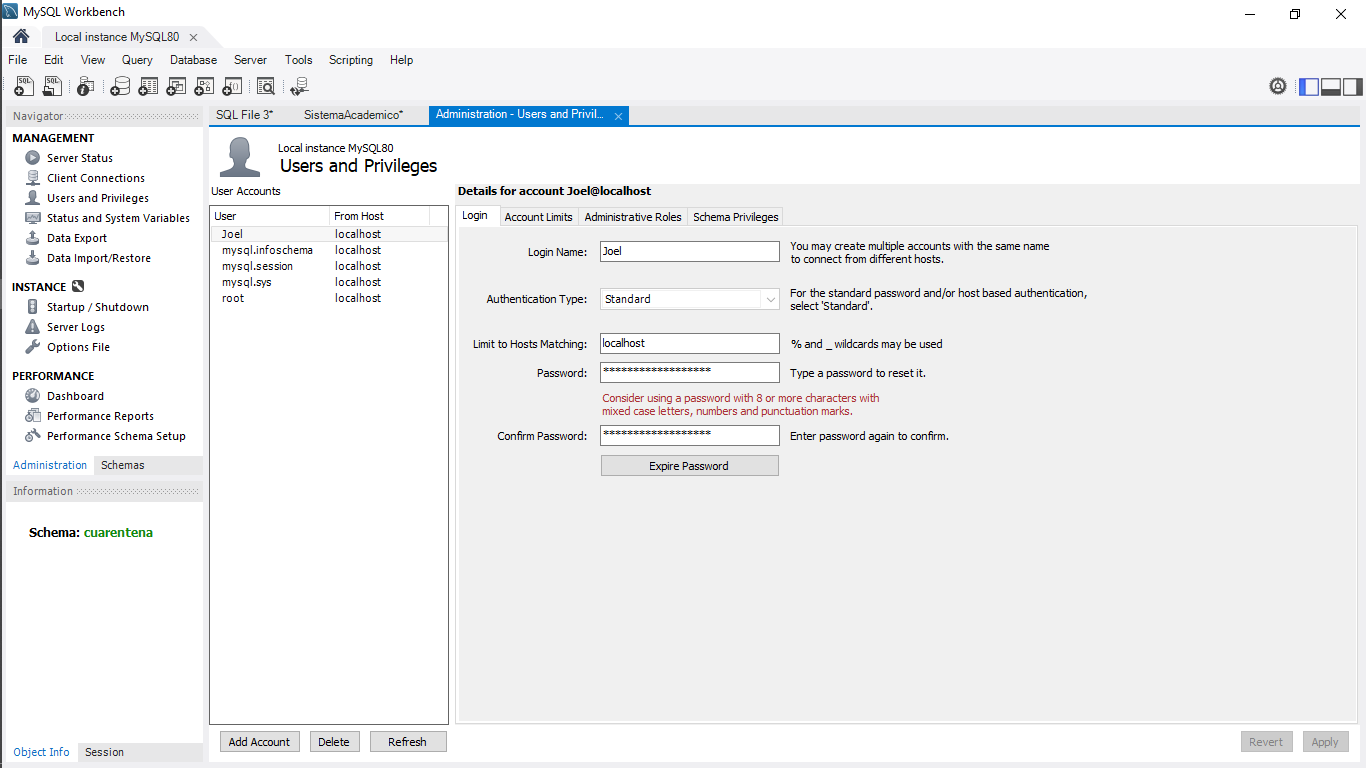 MySQL Workbench
Local instance MySQL80
File Edit View Query Database Server Tools Scripting Help
Navigator
MANAGEMENT
Server Status
Client Connections
Users and Privileges
Status and System Variables
Data Export
Data Import/Restore
INSTANCE
Startup / Shutdown
Server Logs
Options File
PERFORMANCE
Dashboard
Performance Reports
Performance Schema Setup
Administration Schemas
Information
Schema: cuarentena
Object Info Session
SQL File 3* SistemaAcademico* Administration - Users and Privil...
Local instance MySQL80
Users and Privileges
User Accounts
User From Host
Joel localhost
mysql.infoschema localhost
mysql.session localhost
mysql.sys localhost
root localhost
Add Account Delete Refresh
Details for account Joel@localhost
Login Account Limits Administrative Roles Schema Privileges
Login Name: Joel You may create multiple accounts with the same name
to connect from different hosts.
Authentication Type: Standard For the standard password and/or host based authentication,
select 'Standard'.
Limit to Hosts Matching: localhost % and _ wildcards may be used
Password: ****************** Type a password to reset it.
Consider using a password with 8 or more characters with
mixed case letters, numbers and punctuation marks.
Confirm Password: ****************** Enter password again to confirm.
Expire Password
Revert Apply